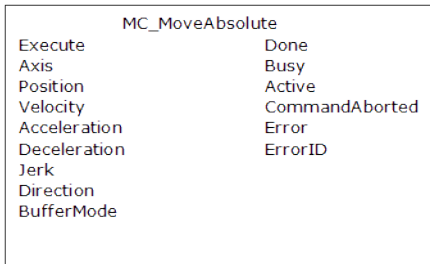 MC_MoveAbsolute
Execute Done
Axis Busy
Position Active
Velocity CommandAborted
Acceleration Error
Deceleration ErrorID
Jerk
Direction
BufferMode